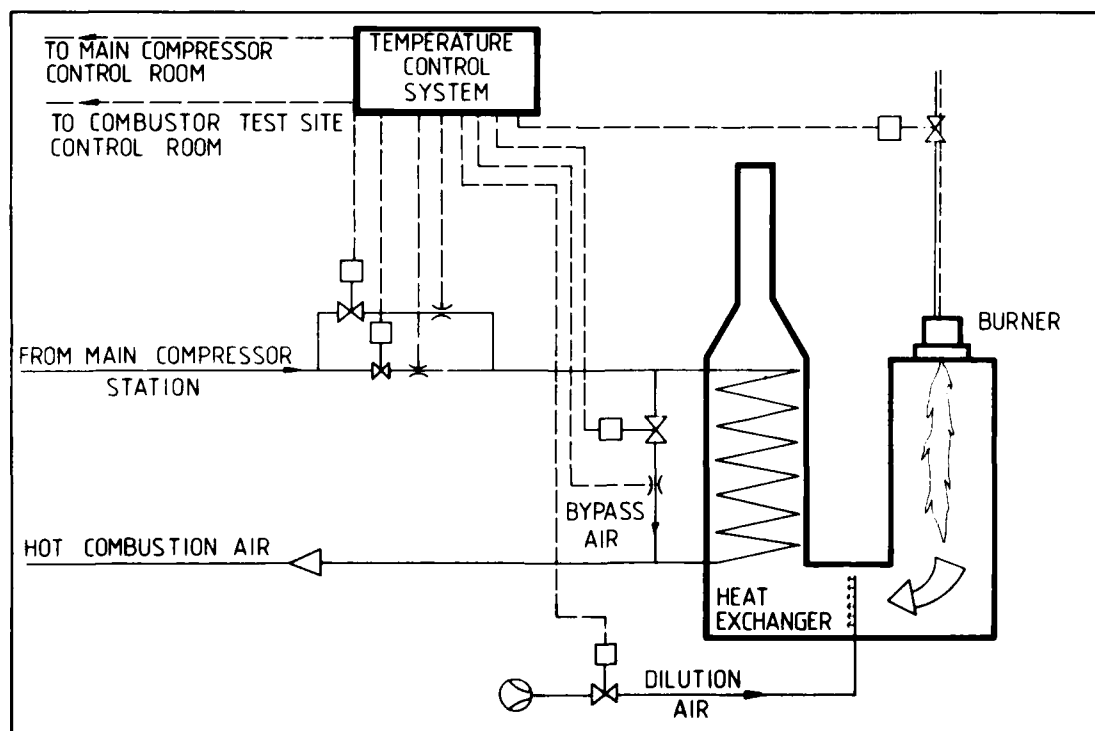 TO MAIN COMPRESSOR
CONTROL ROOM
TEMPERATURE
CONTROL
SYSTEM
TO COMBUSTOR TEST SITE
CONTROL ROOM
BURNER
FROM MAIN COMPRESSOR
STATION
BYPASS
AIR
HOT COMBUSTION AIR
HEAT
EXCHANGER
DILUTION
AIR